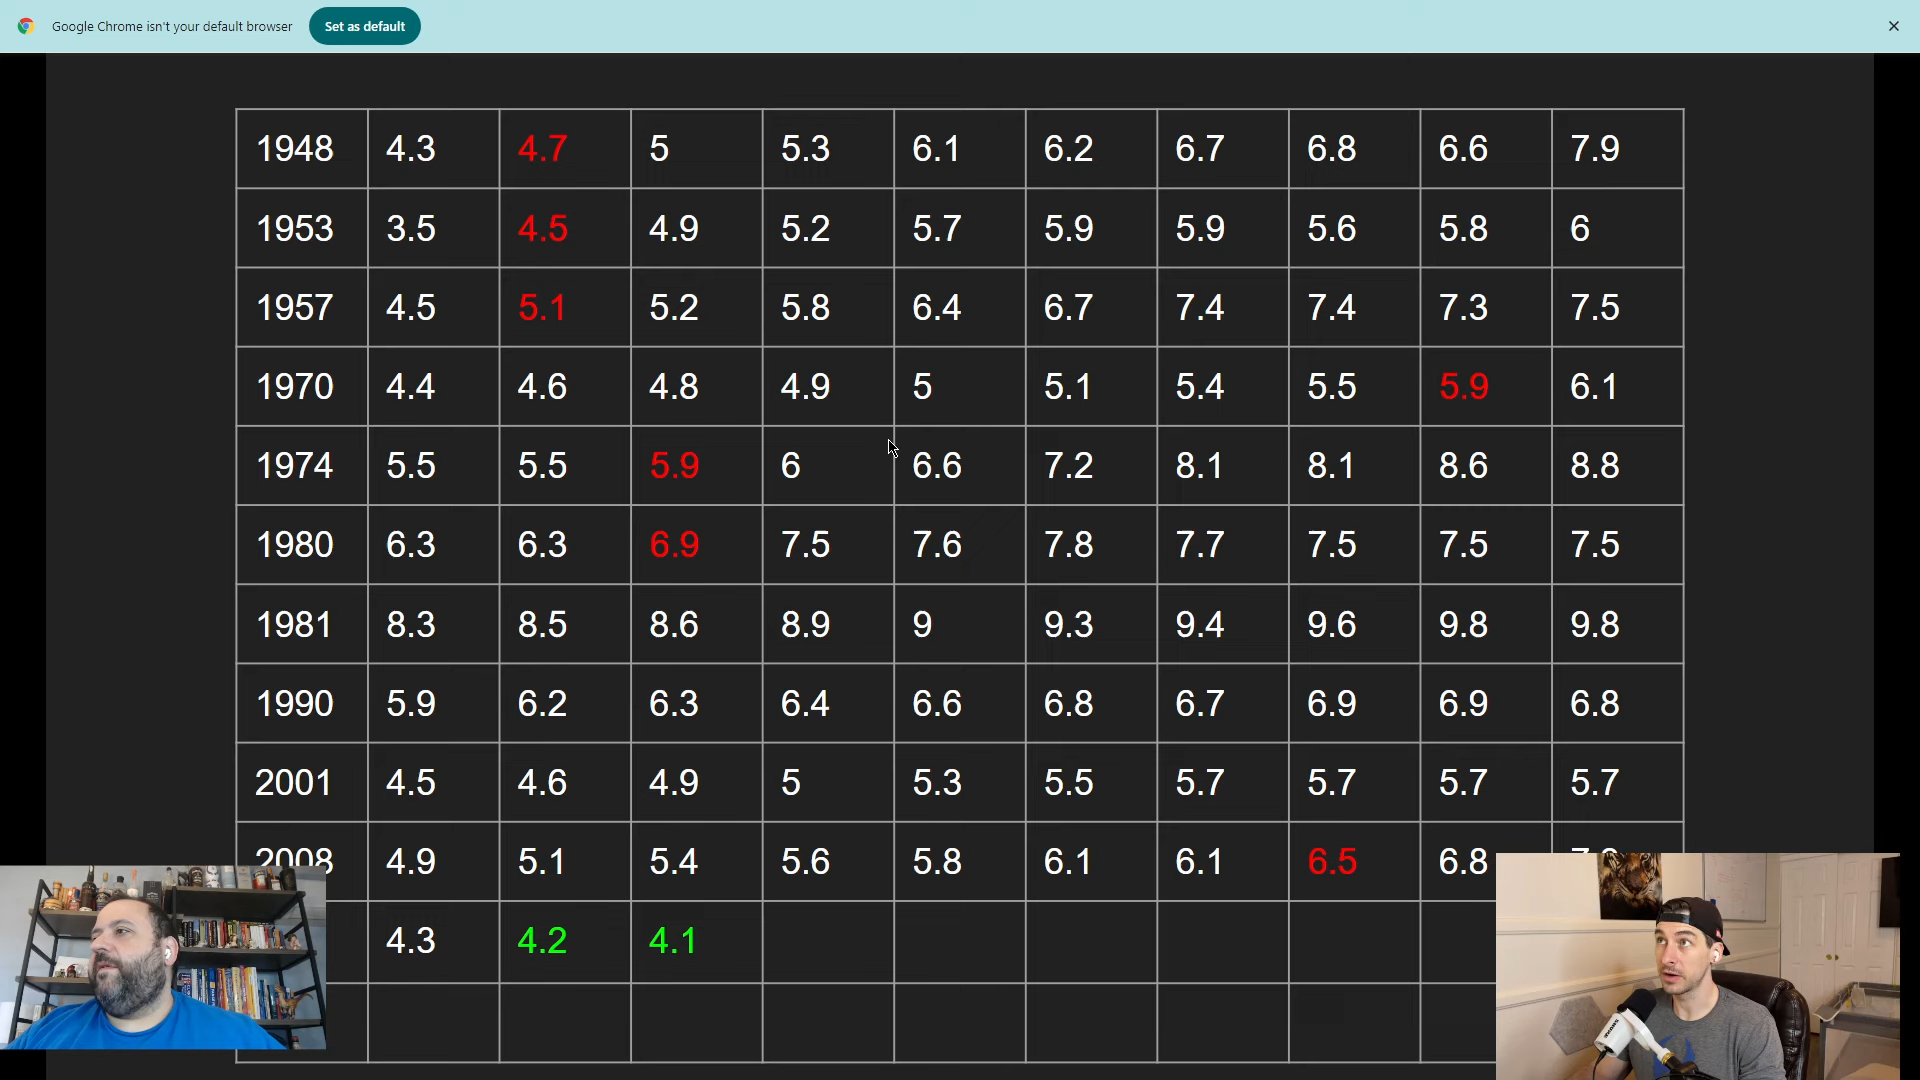 Google Chrome isn't your default browser Set as default
1948 4.3 4.7 5 5.3 6.1 6.2 6.7 6.8 6.6 7.9
1953 3.5 4.5 4.9 5.2 5.7 5.9 5.9 5.6 5.8 6
1957 4.5 5.1 5.2 5.8 6.4 6.7 7.4 7.4 7.3 7.5
1970 4.4 4.6 4.8 4.9 5 5.1 5.4 5.5 5.9 6.1
1974 5.5 5.5 5.9 6 6.6 7.2 8.1 8.1 8.6 8.8
1980 6.3 6.3 6.9 7.5 7.6 7.8 7.7 7.5 7.5 7.5
1981 8.3 8.5 8.6 8.9 9 9.3 9.4 9.6 9.8 9.8
1990 5.9 6.2 6.3 6.4 6.6 6.8 6.7 6.9 6.9 6.8
2001 4.5 4.6 4.9 5 5.3 5.5 5.7 5.7 5.7 5.7
2008 4.9 5.1 5.4 5.6 5.8 6.1 6.1 6.5 6.8
4.3 4.2 4.1